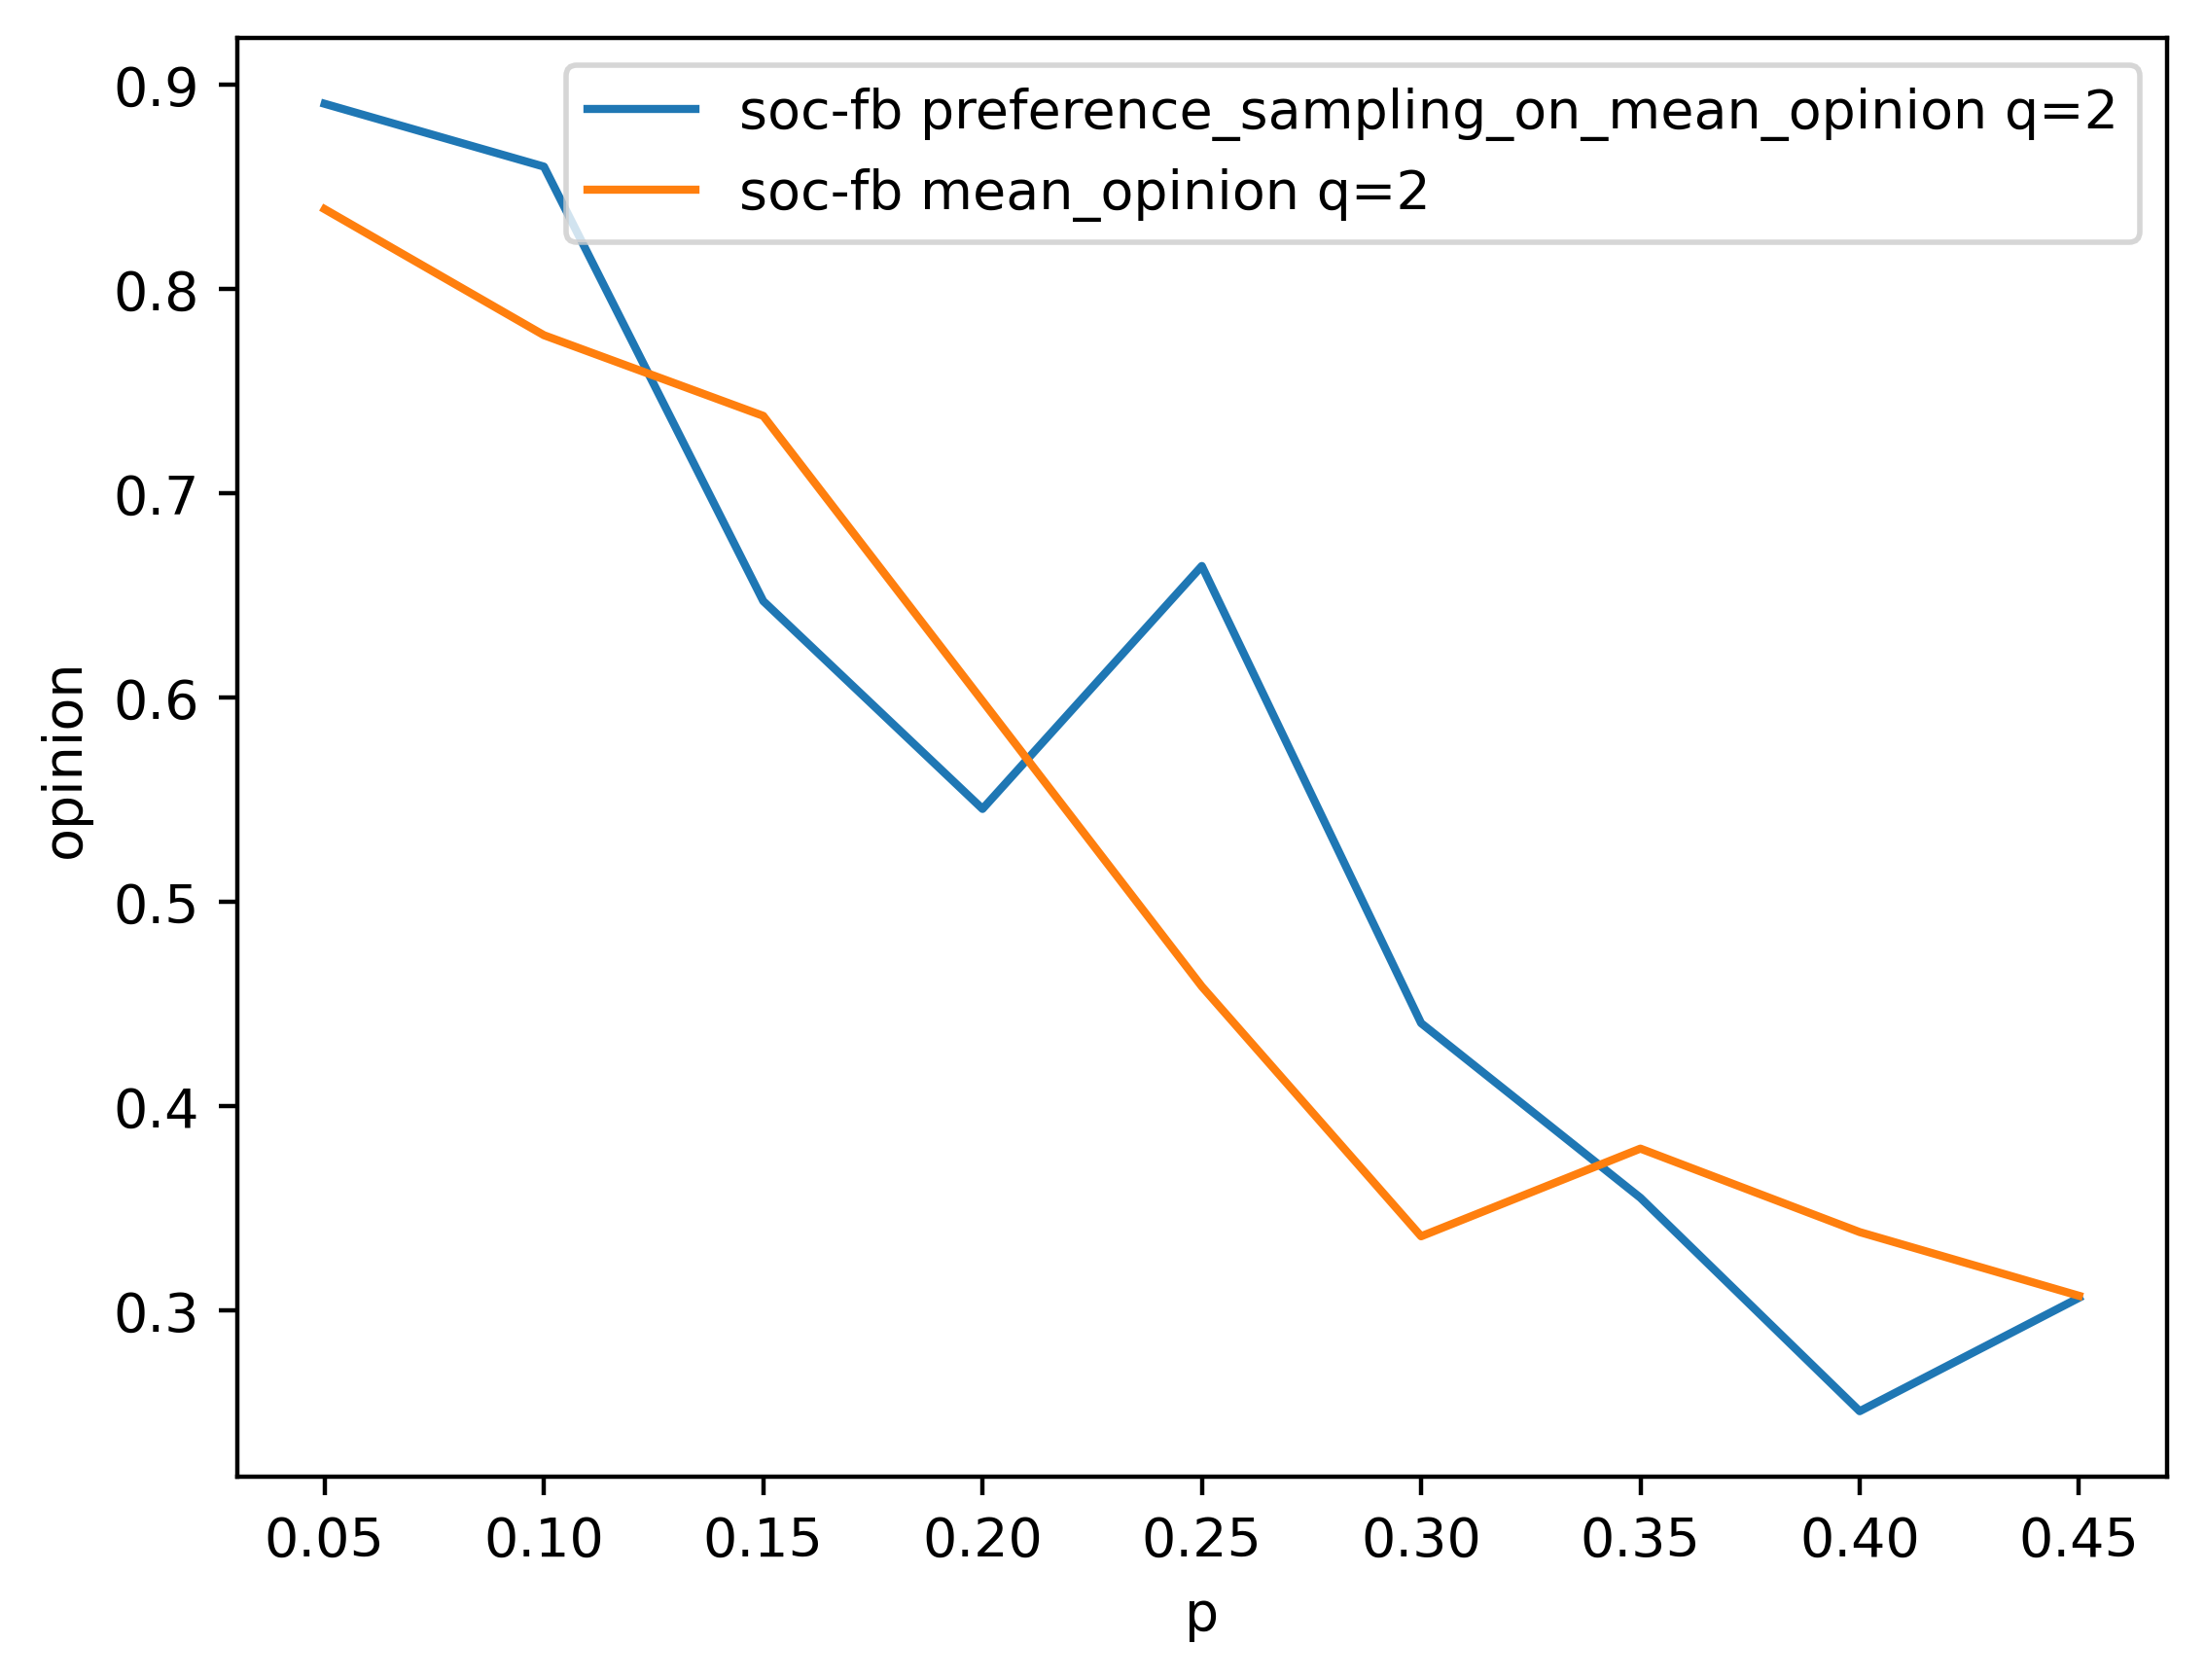 soc-fb preference_sampling_on_mean_opinion q=2
soc-fb mean_opinion q=2
opinion
0.9
0.8
0.7
0.6
0.5
0.4
0.3
0.05 0.10 0.15 0.20 0.25 0.30 0.35 0.40 0.45
p